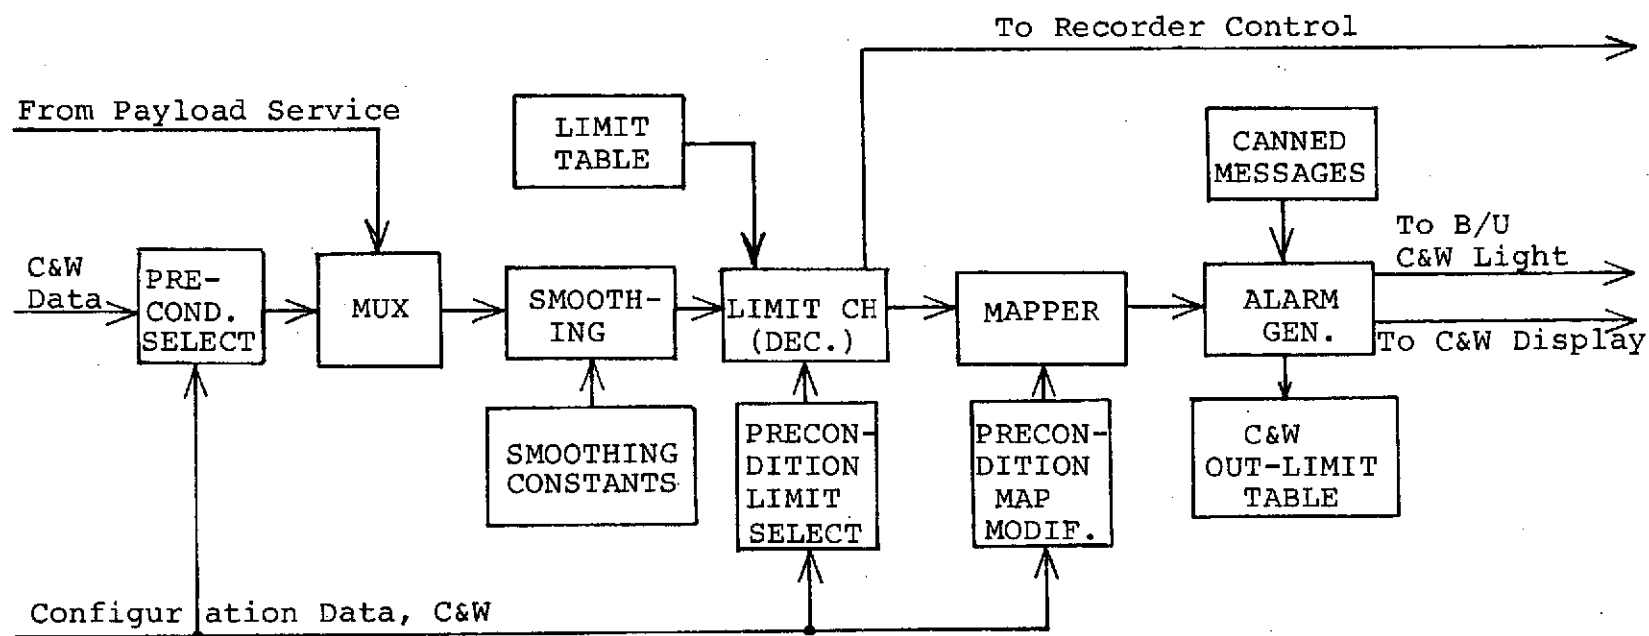 To Recorder Control
From Payload Service
LIMIT
TABLE
CANNED
MESSAGES
C&W
Data
PRE-
COND.
SELECT
MUX
SMOOTH-
ING
LIMIT CH
(DEC.)
MAPPER
ALARM
GEN.
To B/U
C&W Light
To C&W Display
SMOOTHING
CONSTANTS
PRECON-
DITION
LIMIT
SELECT
PRECON-
DITION
MAP
MODIF.
C&W
OUT-LIMIT
TABLE
Configuration Data, C&W